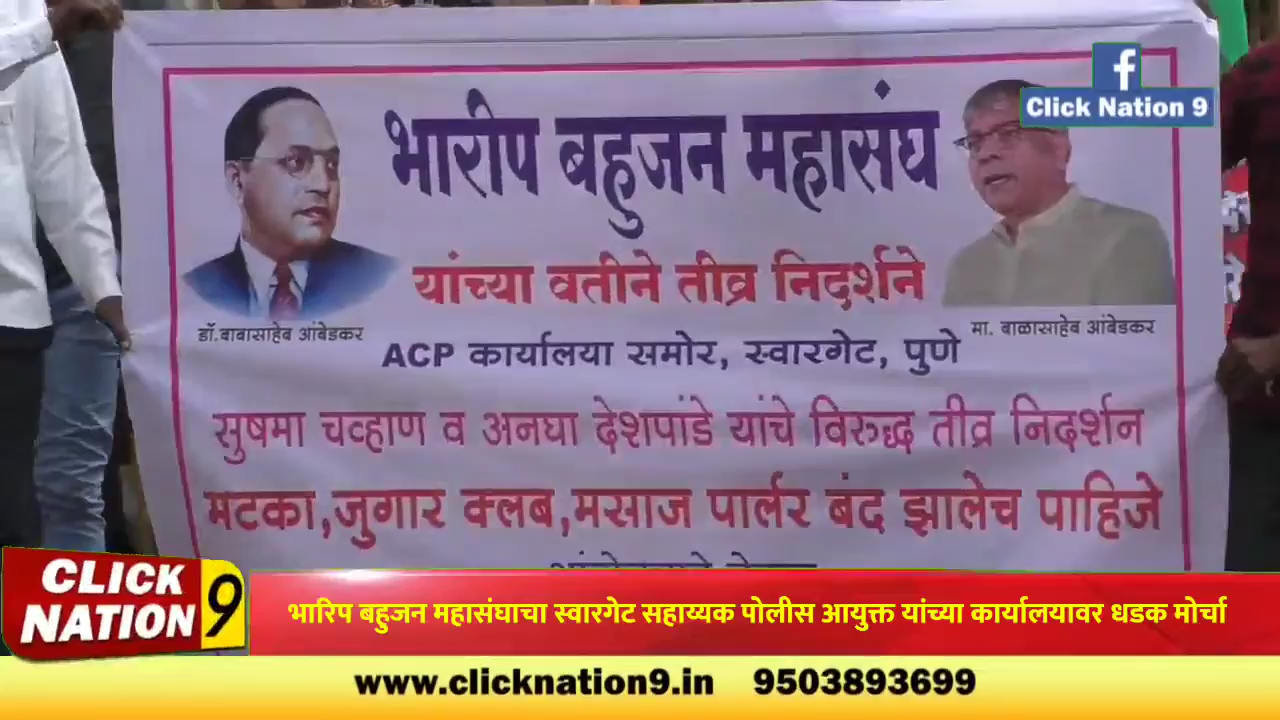 f
Click Nation 9
भारीप बहुजन महासंघ
यांच्या वतीने तीव्र निदर्शने
डॉ. बाबासाहेब आंबेडकर
मा. बाळासाहेब आंबेडकर
ACP कार्यालया समोर, स्वारगेट, पुणे
सुषमा चव्हाण व अनघा देशपांडे यांचे विरुद्ध तीव्र निदर्शन
मटका,जुगार क्लब,मसाज पार्लर बंद झालेच पाहिजे
CLICK
NATION 9
भारिप बहुजन महासंघाचा स्वारगेट सहाय्यक पोलीस आयुक्त यांच्या कार्यालयावर धडक मोर्चा
www.clicknation9.in 9503893699